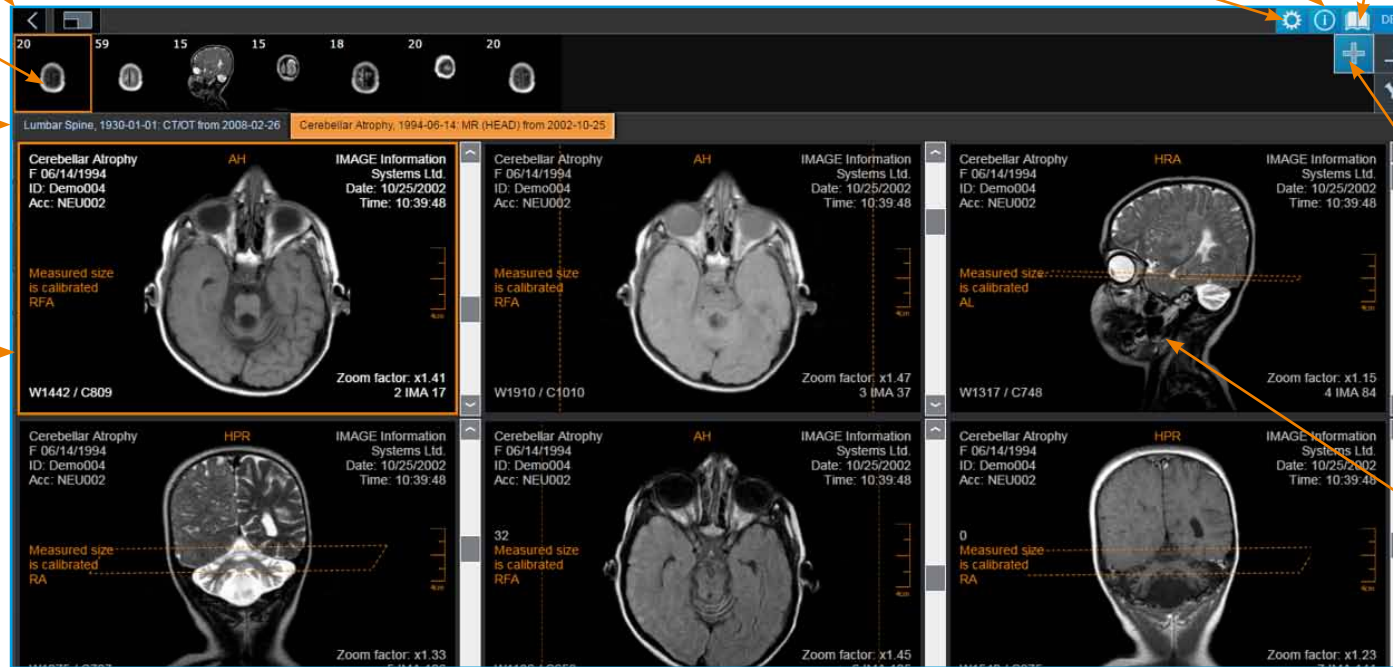 DE
20 59 15 15 18 20 20
Lumbar Spine, 1930-01-01: CT/OT from 2008-02-26
Cerebellar Atrophy, 1994-06-14: MR (HEAD) from 2002-10-25
Cerebellar Atrophy
F 06/14/1994
ID: Demo004
Acc: NEU002
AH
IMAGE Information
Systems Ltd.
Date: 10/25/2002
Time: 10:39:48
Measured size
is calibrated
RFA
4cm
Zoom factor: x1.41
W1442 / C809
2 IMA 17
Cerebellar Atrophy
F 06/14/1994
ID: Demo004
Acc: NEU002
AH
IMAGE Information
Systems Ltd.
Date: 10/25/2002
Time: 10:39:48
Measured size
is calibrated
RFA
4cm
Zoom factor: x1.47
W1910 / C1010
3 IMA 37
Cerebellar Atrophy
F 06/14/1994
ID: Demo004
Acc: NEU002
HRA
IMAGE Information
Systems Ltd.
Date: 10/25/2002
Time: 10:39:48
Measured size
is calibrated
AL
4cm
Zoom factor: x1.15
W1317 / C748
4 IMA 84
Cerebellar Atrophy
F 06/14/1994
ID: Demo004
Acc: NEU002
HPR
IMAGE Information
Systems Ltd.
Date: 10/25/2002
Time: 10:39:48
Measured size
is calibrated
RA
4cm
Zoom factor: x1.33
Cerebellar Atrophy
F 06/14/1994
ID: Demo004
Acc: NEU002
AH
IMAGE Information
Systems Ltd.
Date: 10/25/2002
Time: 10:39:48
32
Measured size
is calibrated
RFA
4cm
Zoom factor: x1.45
Cerebellar Atrophy
F 06/14/1994
ID: Demo004
Acc: NEU002
HPR
IMAGE Information
Systems Ltd.
Date: 10/25/2002
Time: 10:39:48
0
Measured size
is calibrated
RA
4cm
Zoom factor: x1.23